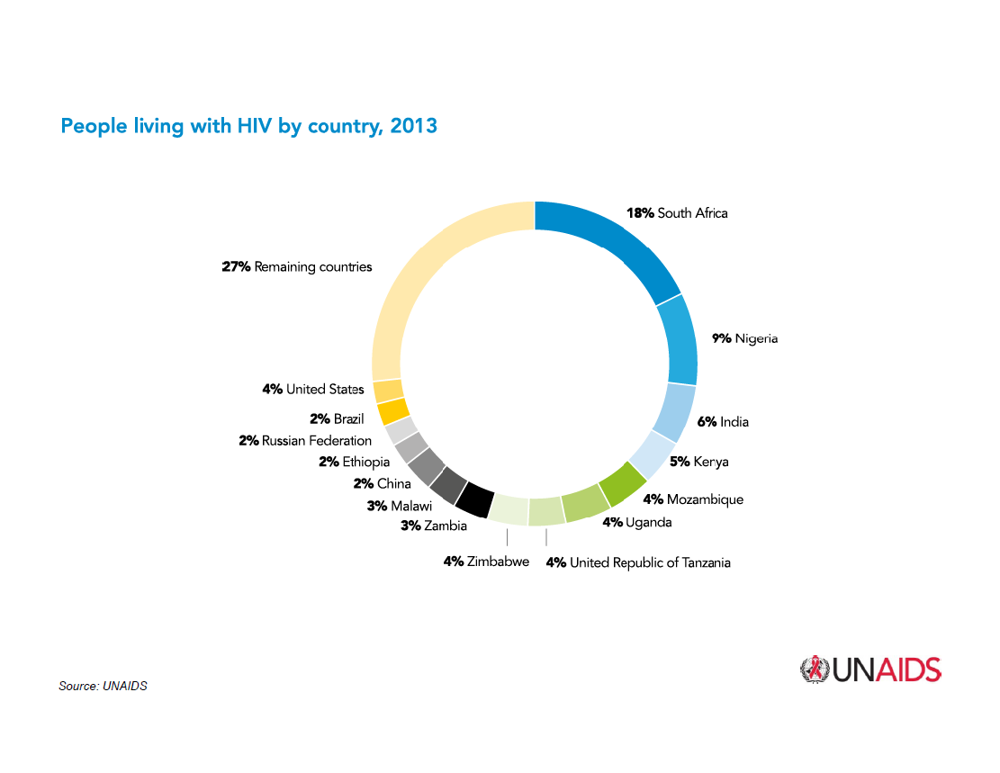 People living with HIV by country, 2013
18% South Africa
27% Remaining countries
9% Nigeria
4% United States
2% Brazil
6% India
2% Russian Federation
2% Ethiopia
5% Kenya
2% China
4% Mozambique
3% Malawi
4% Uganda
3% Zambia
4% Zimbabwe
4% United Republic of Tanzania
UNAIDS
Source: UNAIDS